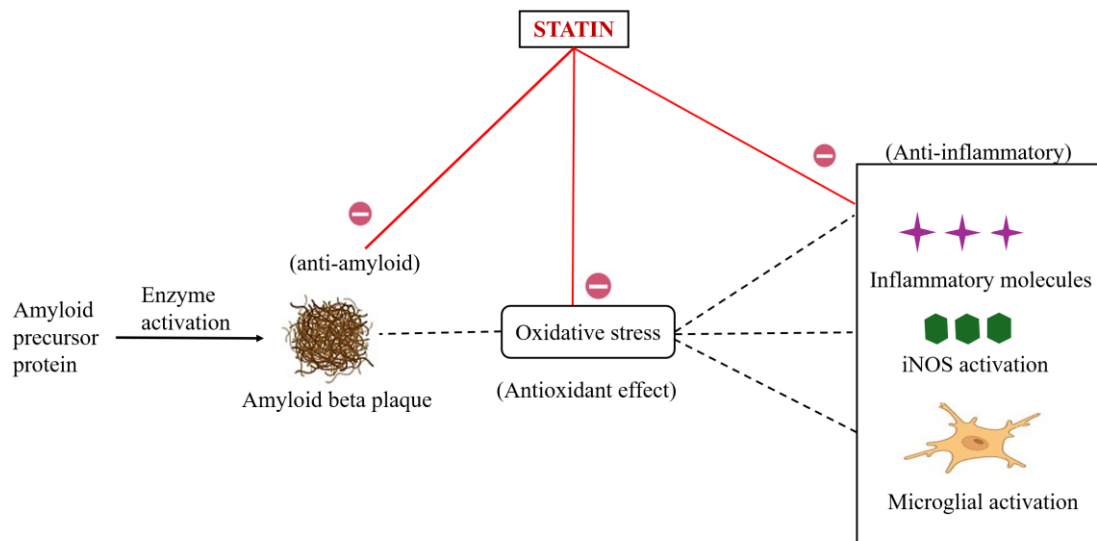 STATIN
(Anti-inflammatory)
(anti-amyloid)
Inflammatory molecules
Amyloid
precursor
protein
Enzyme
activation
Oxidative stress
iNOS activation
Amyloid beta plaque
(Antioxidant effect)
Microglial activation